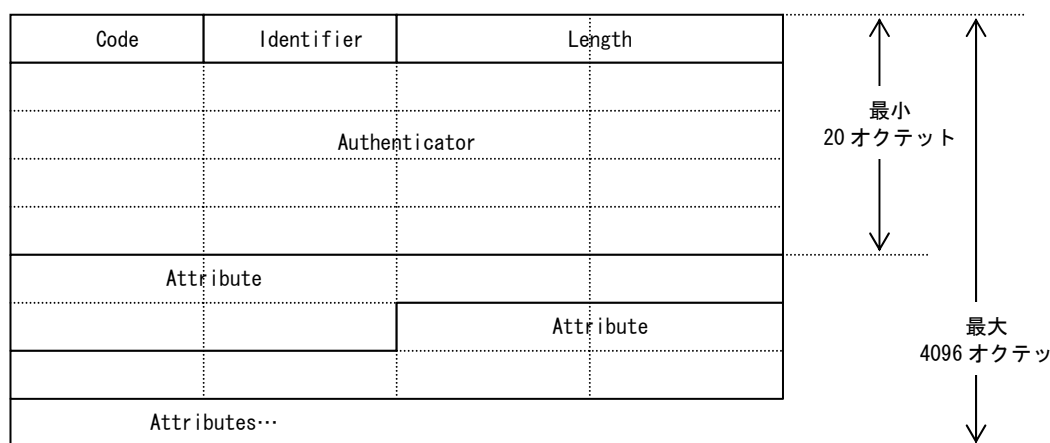 Code Identifier Length
Authenticator
最小
20 オクテット
Attribute
Attribute
最大
4096 オクテッ
Attributes…